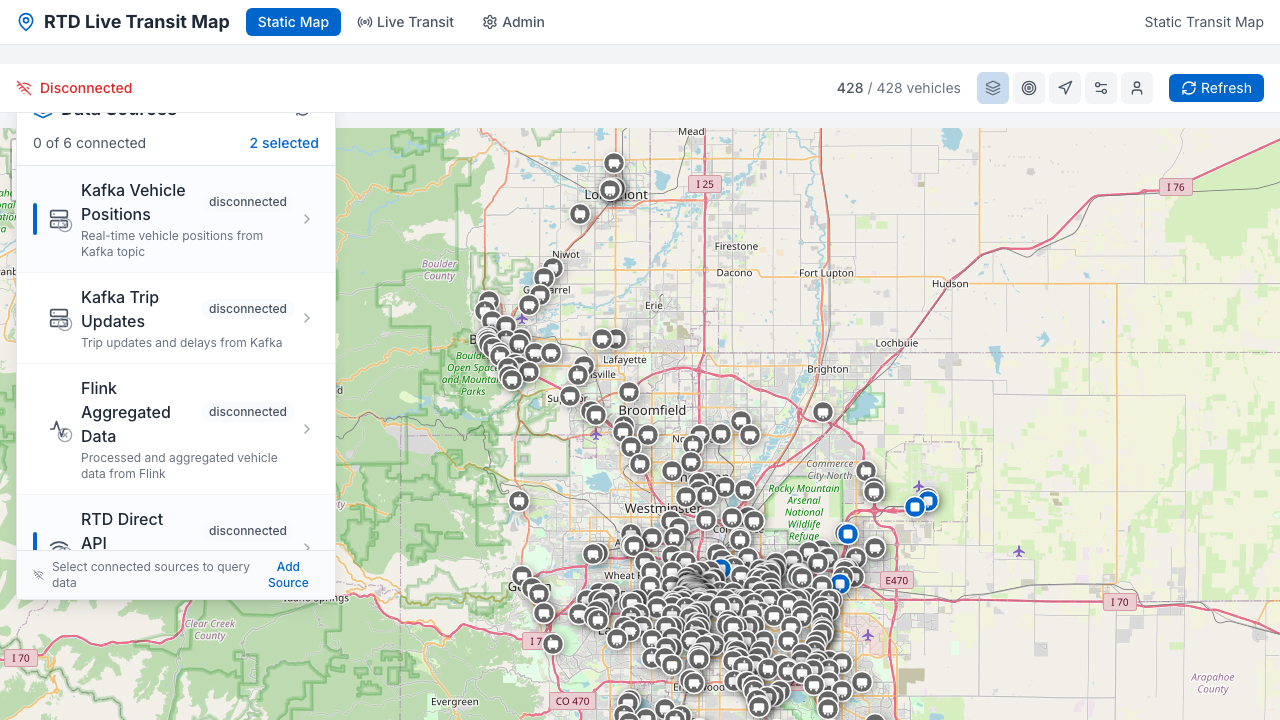 RTD Live Transit Map
Static Map
Live Transit
Admin
Static Transit Map
Disconnected
428 / 428 vehicles
Refresh
Data Sources
0 of 6 connected
2 selected
Kafka Vehicle
Positions
disconnected
Real-time vehicle positions from
Kafka topic
Kafka Trip
Updates
disconnected
Trip updates and delays from Kafka
Flink
Aggregated
Data
disconnected
Processed and aggregated vehicle
data from Flink
RTD Direct
API
disconnected
Select connected sources to query
data
Add
Source
Mead
I 25
I 76
Firestone
Niwot
Boulder
County
Dacono
Fort Lupton
Hudson
Erie
Lochbuie
Lafayette
Boulder
Open Space
and Mountain
Parks
Brighton
Broomfield
Commerce
City North
Rocky Mountain
Arsenal
National
Wildlife
Refuge
Westminster
Wheat
E470
I 70
Clear Creek
County
I 70
Arapahoe
County
Evergreen
CO 470